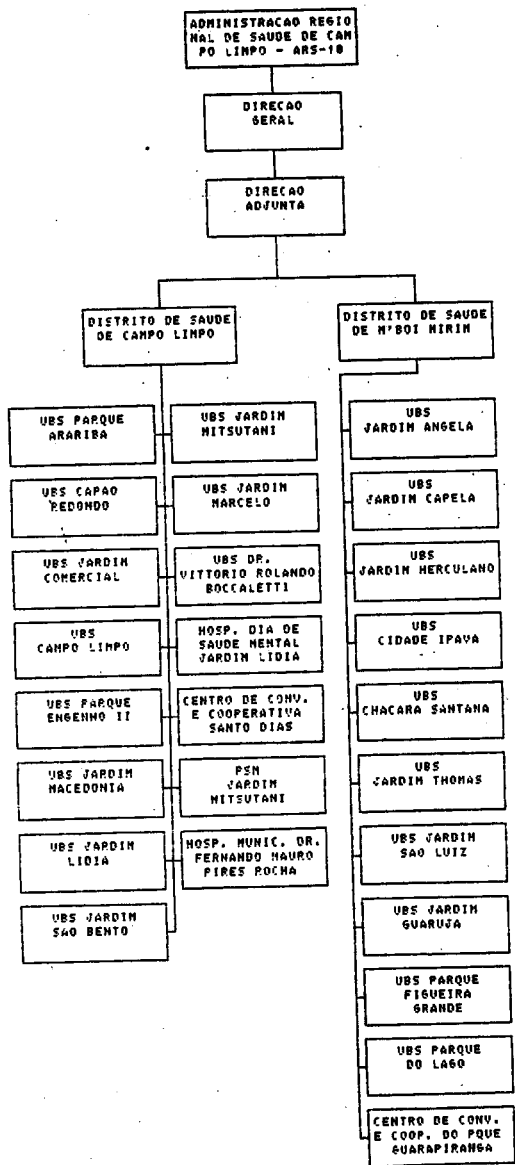 ADMINISTRACAO REGIO
NAL DE SAUDE DE CAM
PO LIMPO - ARS-10
DIRECAO
GERAL
DIRECAO
ADJUNTA
DISTRITO DE SAUDE
DE CAMPO LIMPO
DISTRITO DE SAUDE
DE M'BOI MIRIM
UBS PARQUE
ARARIBA
UBS JARDIM
MITSUTANI
UBS CAPAO
REDONDO
UBS JARDIM
MARCELO
UBS JARDIM
COMERCIAL
UBS DR.
VITTORIO ROLANDO
BOCCALETTI
UBS
CAMPO LIMPO
HOSP. DIA DE
SAUDE MENTAL
JARDIM LIDIA
UBS PARQUE
ENGENHO II
CENTRO DE CONV.
E COOPERATIVA
SANTO DIAS
UBS JARDIM
MACEDONIA
PSM
JARDIM
MITSUTANI
UBS JARDIM
LIDIA
HOSP. MUNIC. DR.
FERNANDO MAURO
PIRES ROCHA
UBS JARDIM
SAO BENTO
UBS
JARDIM ANGELA
UBS
JARDIM CAPELA
UBS
JARDIM HERCULANO
UBS
CIDADE IPAVA
UBS
CHACARA SANTANA
UBS
JARDIM THOMAS
UBS JARDIM
SAO LUIZ
UBS JARDIM
GUARUJA
UBS PARQUE
FIGUEIRA
GRANDE
UBS PARQUE
DO LAGO
CENTRO DE CONV.
E COOP. DO PQUE
GUARAPIRANGA